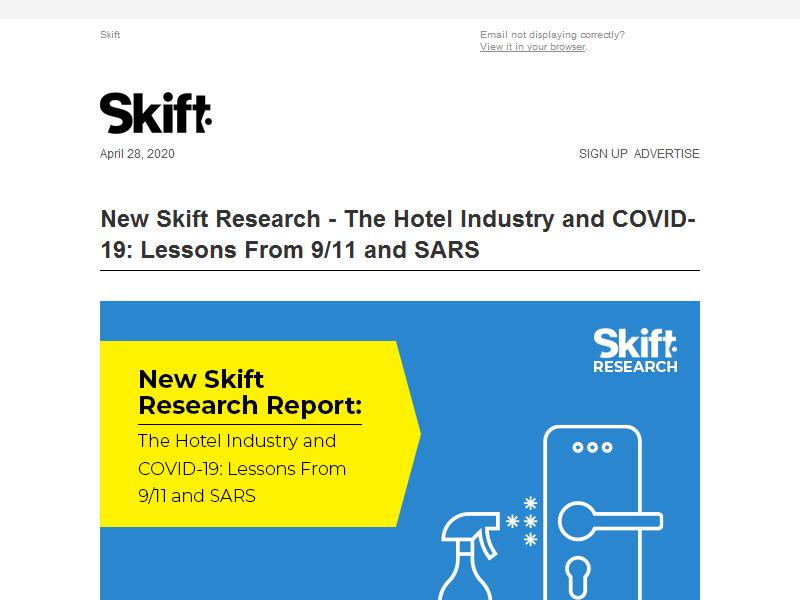 Skift
Email not displaying correctly?
View it in your browser.
Skift
April 28, 2020
SIGN UP ADVERTISE
New Skift Research - The Hotel Industry and COVID-
19: Lessons From 9/11 and SARS
Skift
RESEARCH
New Skift
Research Report:
The Hotel Industry and
COVID-19: Lessons From
9/11 and SARS